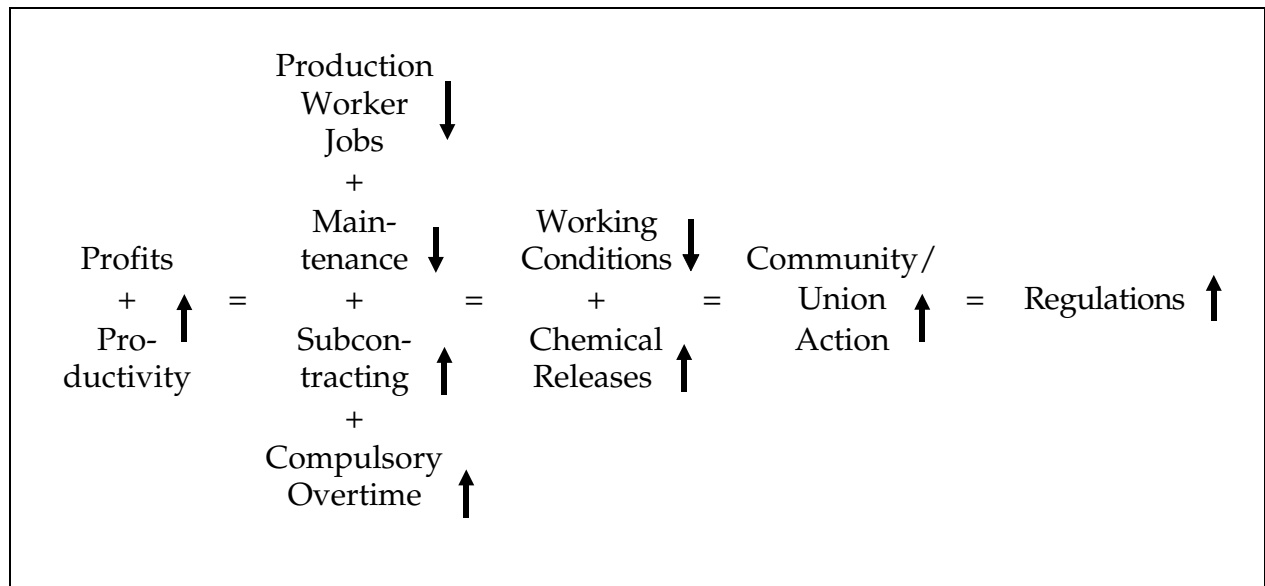 Profits
+
Pro-
ductivity
=
Production
Worker
Jobs
+
Main-
tenance
+
Subcon-
tracting
+
Compulsory
Overtime
=
Working
Conditions
+
Chemical
Releases
=
Community/
Union
Action
=
Regulations